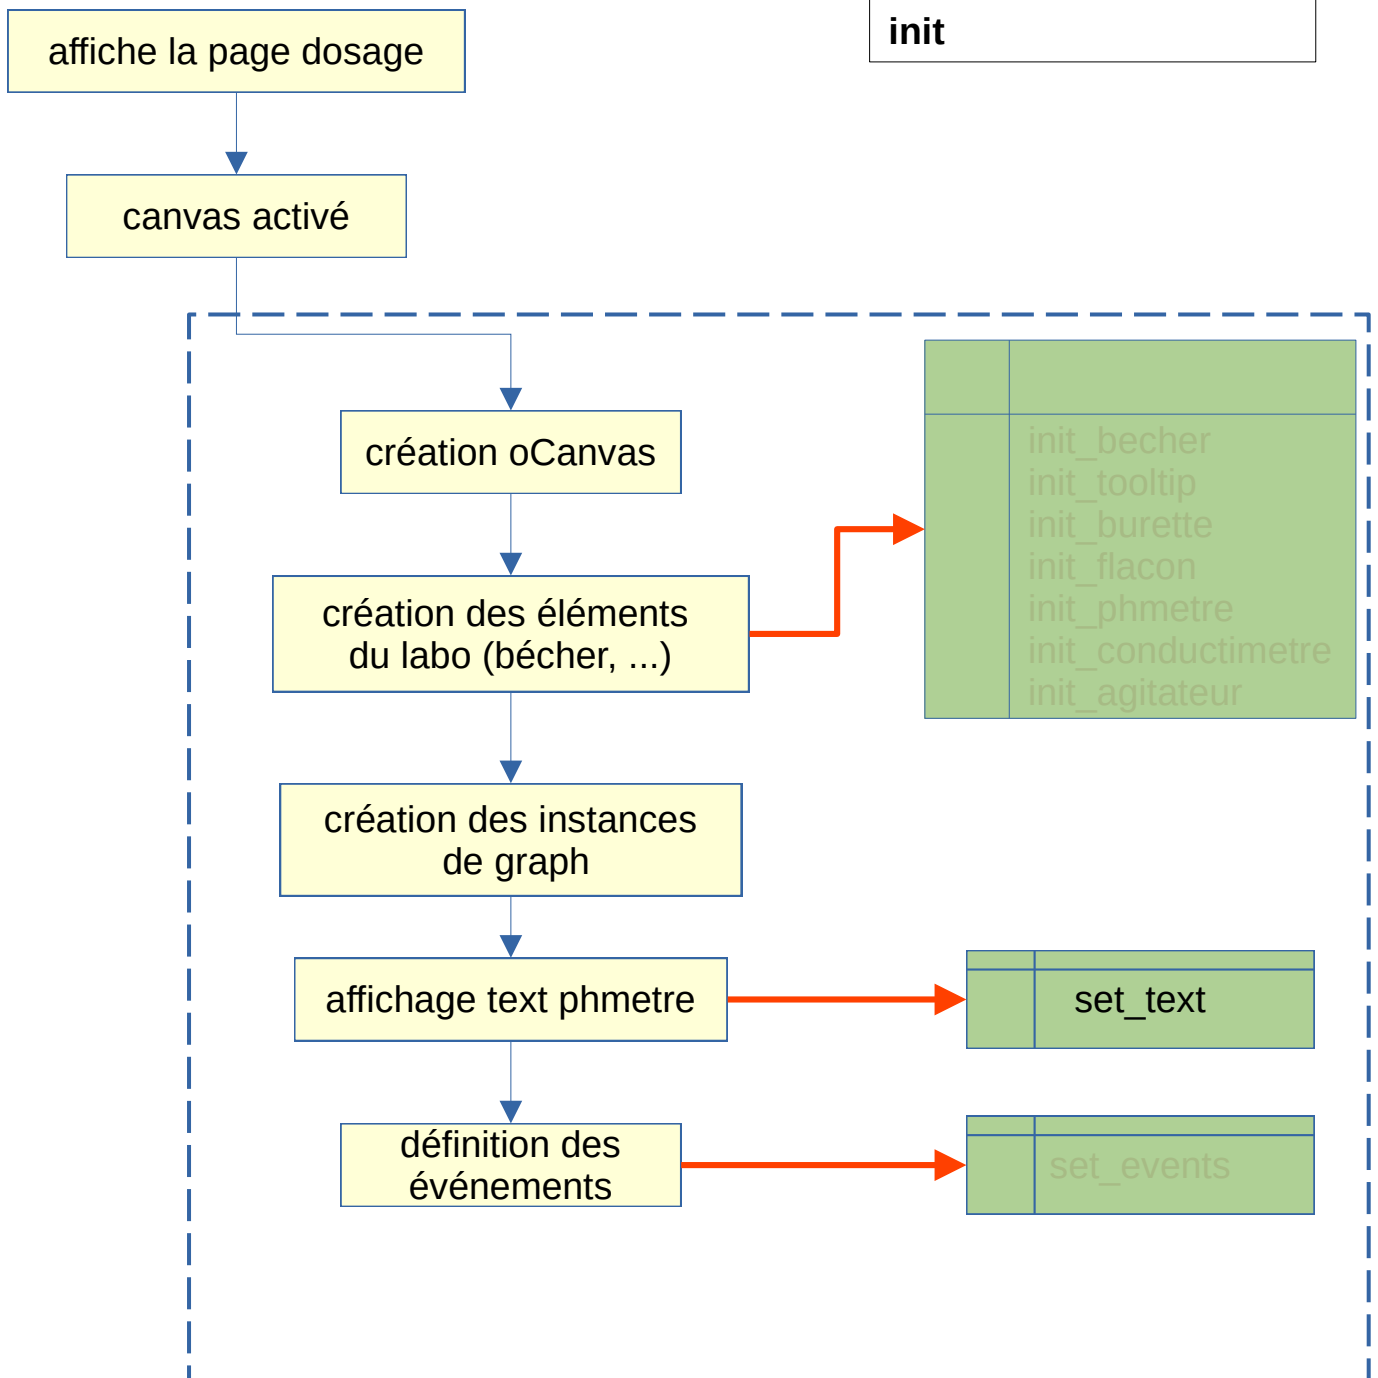 init
affiche la page dosage
canvas activé
création oCanvas
création des éléments
du labo (bécher, ...)
init_becher
init_tooltip
init_burette
init_flacon
init_phmetre
init_conductimetre
init_agitateur
création des instances
de graph
affichage text phmetre
set_text
définition des
événements
set_events